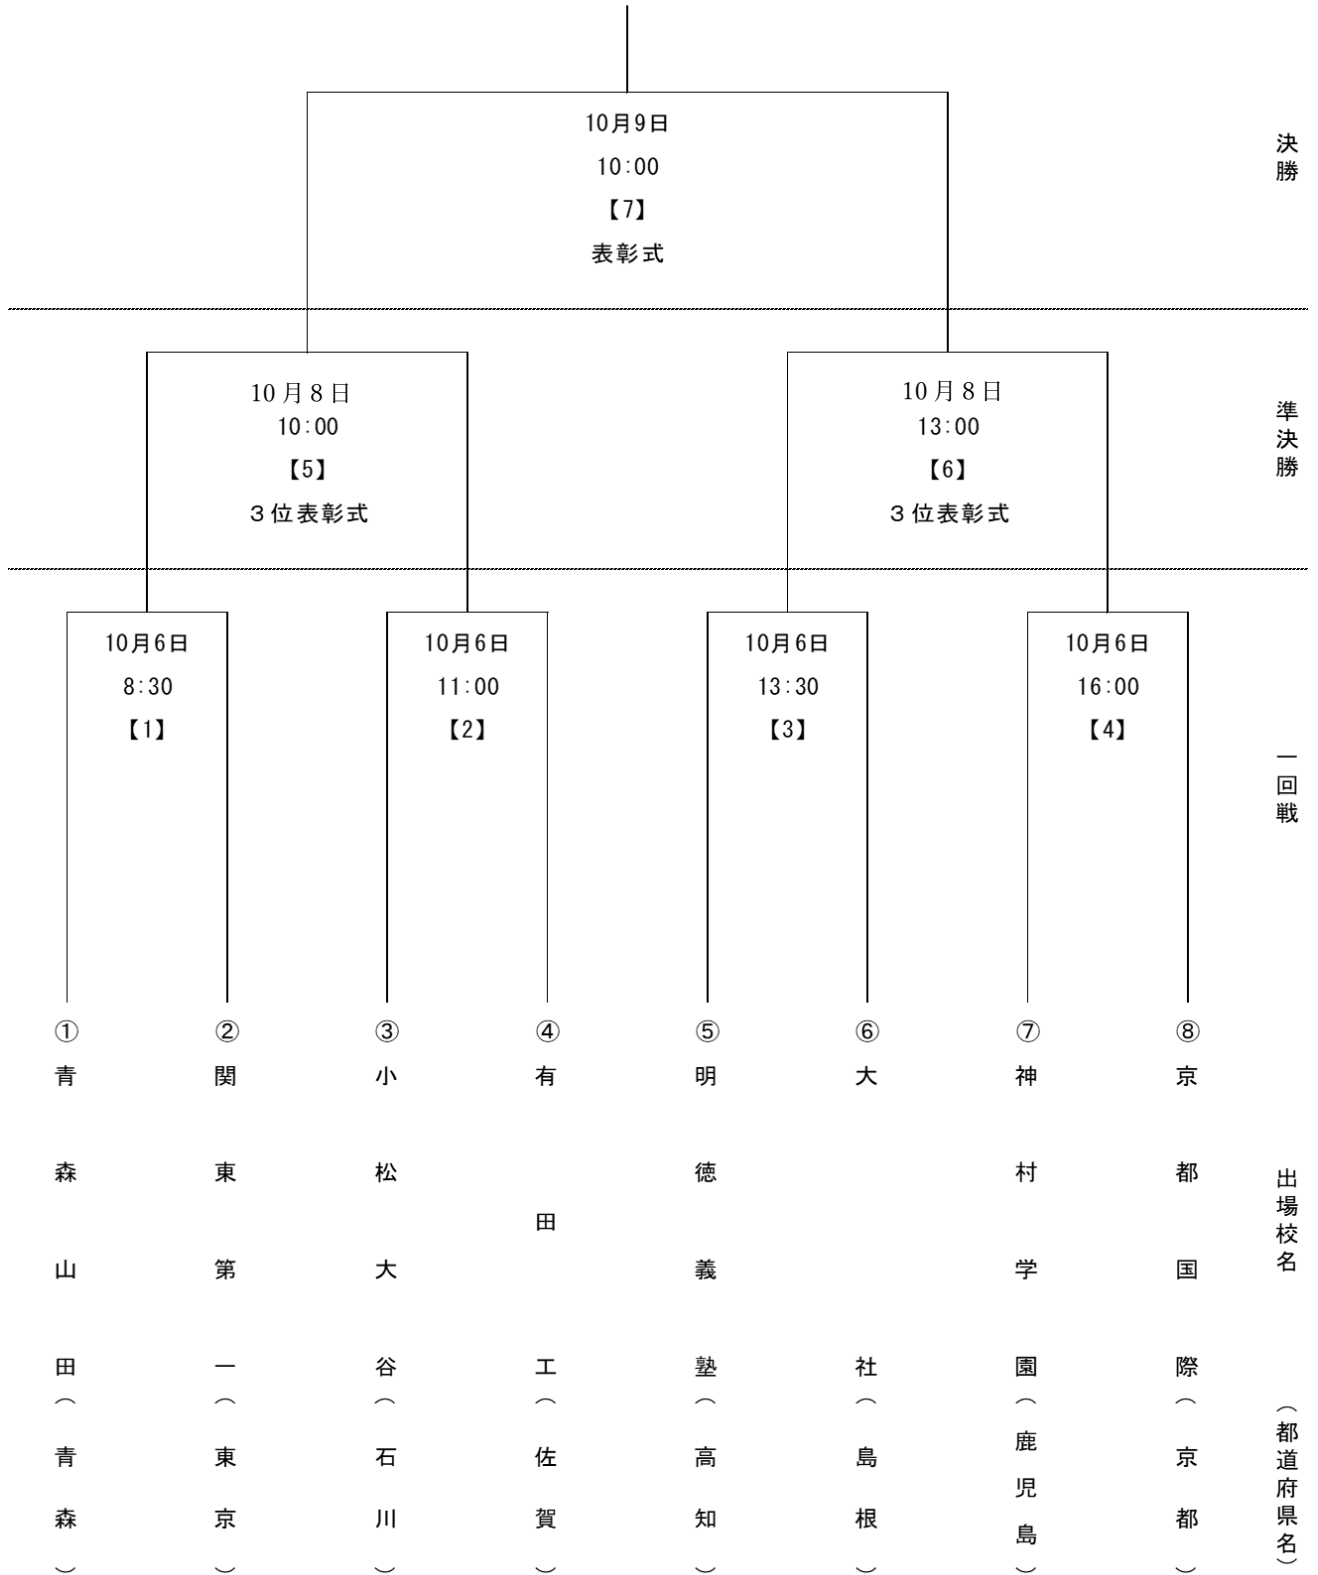 10月9日
10:00
【7】
表彰式
決勝
10月8日
10:00
【5】
3位表彰式
10月8日
13:00
【6】
3位表彰式
準決勝
10月6日
8:30
【1】
10月6日
11:00
【2】
10月6日
13:30
【3】
10月6日
16:00
【4】
一回戦
①青森山田(青森)
②関東第一(東京)
③小松大谷(石川)
④有田工(佐賀)
⑤明徳義塾(高知)
⑥大社(島根)
⑦神村学園(鹿児島)
⑧京都国際(京都)
出場校名(都道府県名)